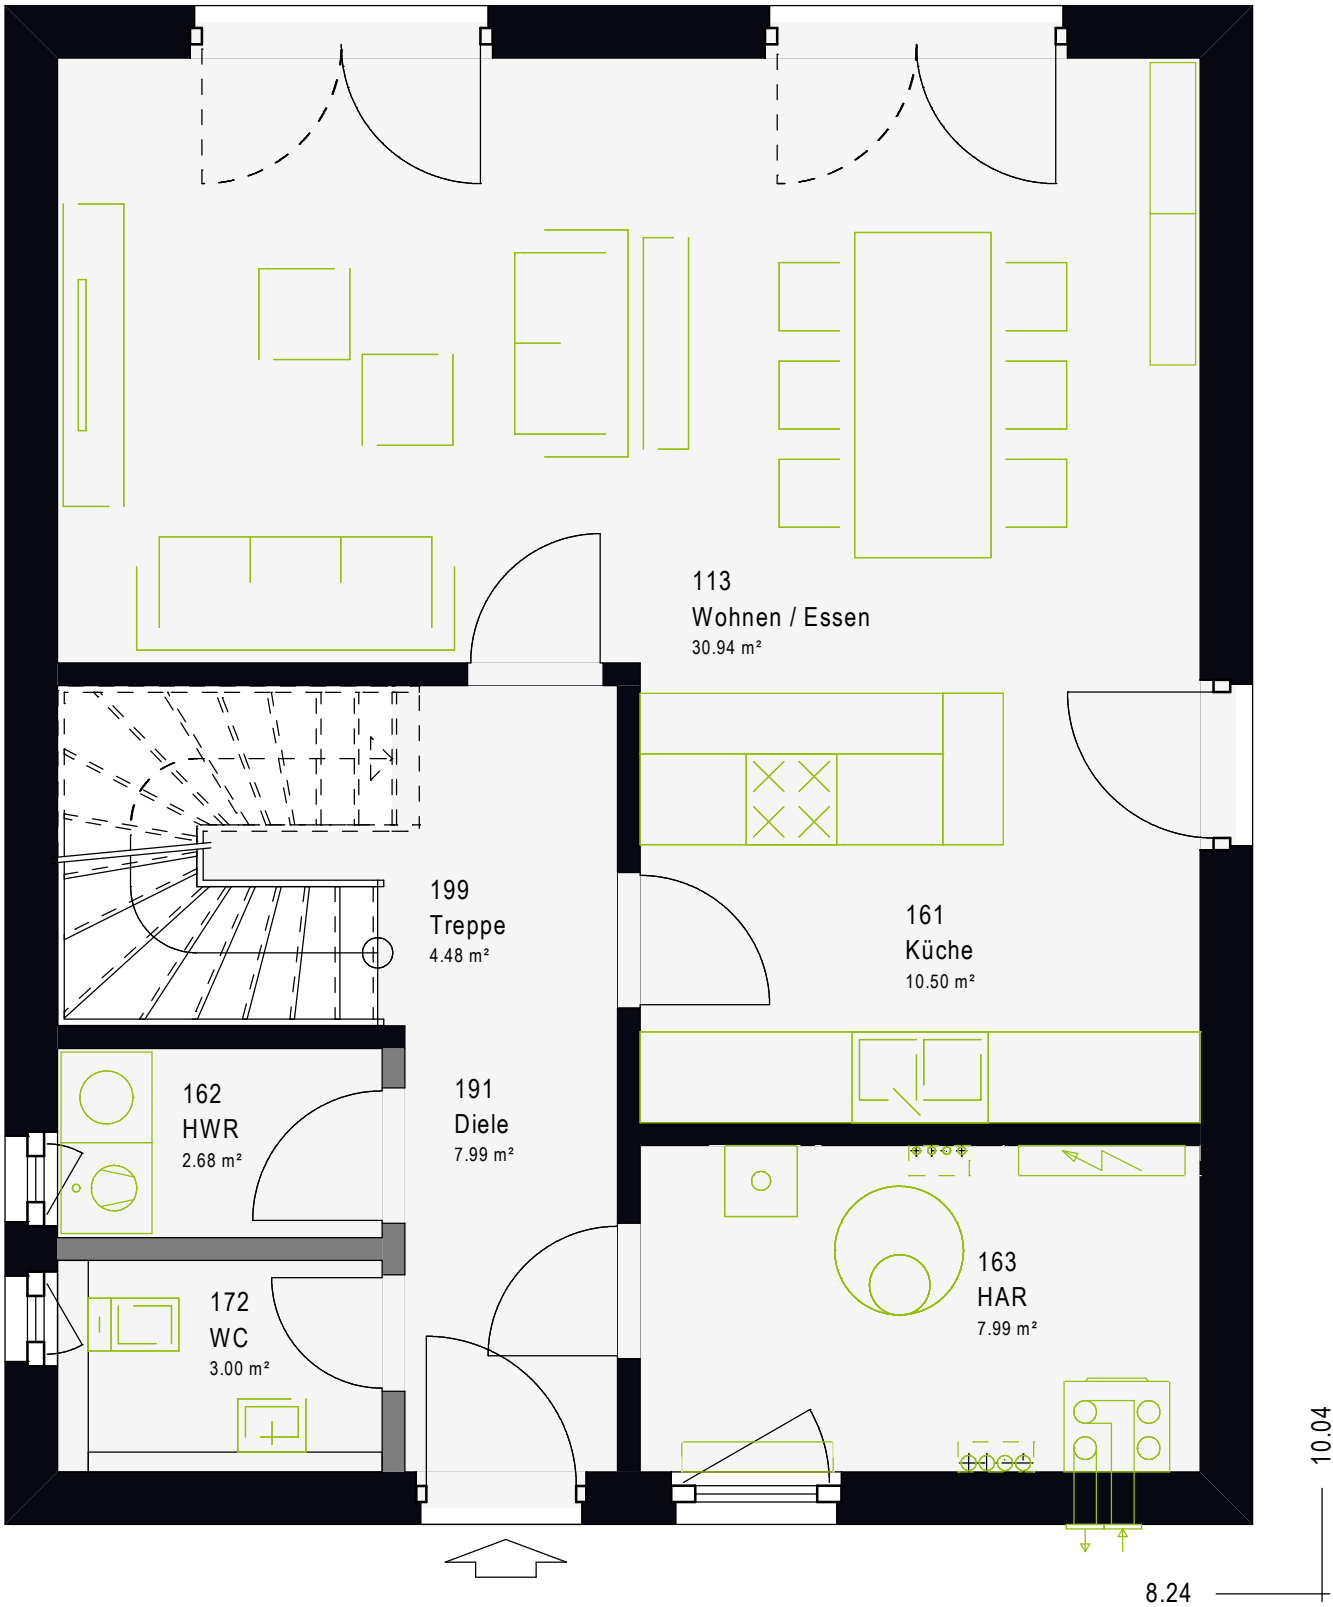 113
Wohnen / Essen
30.94 m²
199
Treppe
4.48 m²
161
Küche
10.50 m²
162
HWR
2.68 m²
191
Diele
7.99 m²
172
WC
3.00 m²
163
HAR
7.99 m²
10.04
8.24